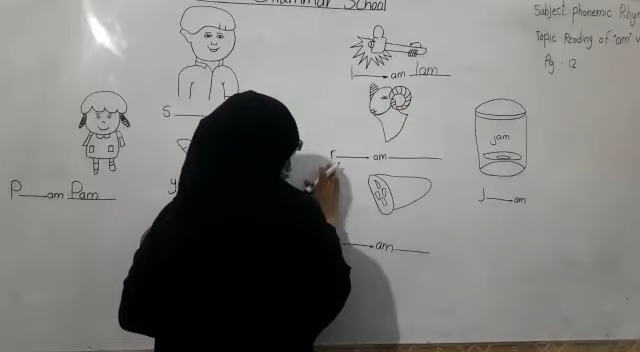 Grammar School
Subject phonemic Rhy
Topic Reading of "am" w
Pg. 12
l am lam
s
jam
r am
P am Pam
y
J am
am